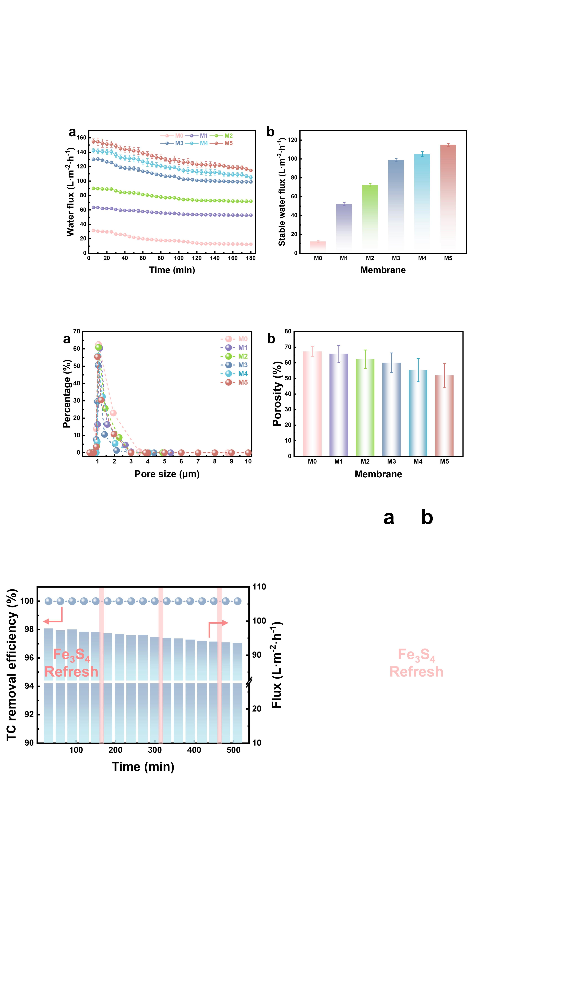 a
160
140
120
100
80
60
40
20
0
M0 M1 M2
M3 M4 M5
Water flux (L·m⁻²·h⁻¹)
0 20 40 60 80 100 120 140 160 180
Time (min)
b
120
100
80
60
40
20
0
Stable water flux (L·m⁻²·h⁻¹)
M0 M1 M2 M3 M4 M5
Membrane
a
70
60
50
40
30
20
10
0
Percentage (%)
M0
M1
M2
M3
M4
M5
1 2 3 4 5 6 7 8 9 10
Pore size (μm)
b
80
70
60
50
40
30
20
10
0
Porosity (%)
M0 M1 M2 M3 M4 M5
Membrane
a b
TC removal efficiency (%)
100
98
96
94
92
90
Fe₃S₄
Refresh
110
100
90
20
10
Flux (L·m⁻²·h⁻¹)
100 200 300 400 500
Time (min)
Fe₃S₄
Refresh